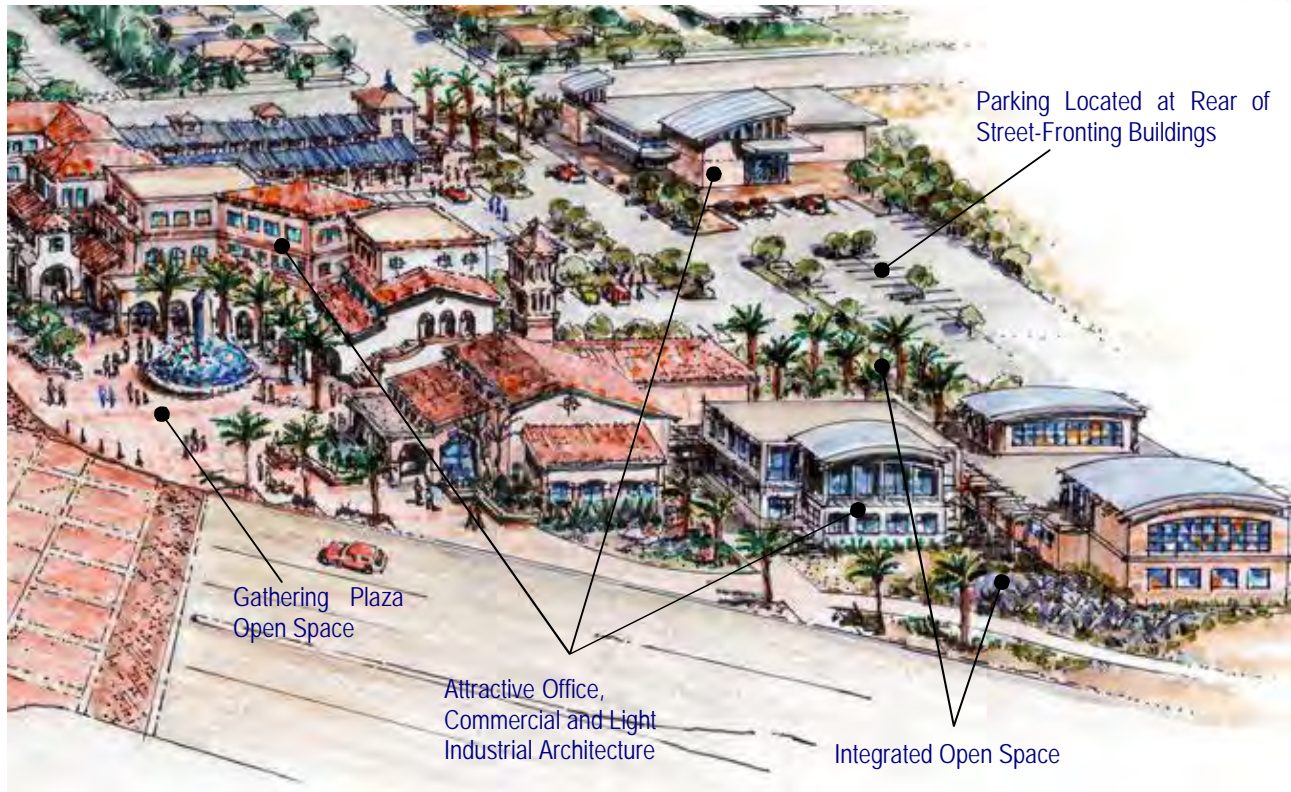 Parking Located at Rear of
Street-Fronting Buildings
Gathering Plaza
Open Space
Attractive Office,
Commercial and Light
Industrial Architecture
Integrated Open Space